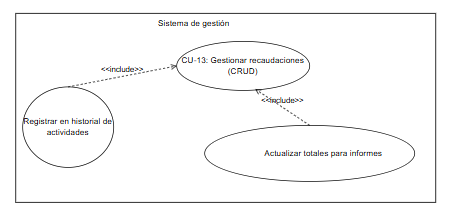 Sistema de gestión
CU-13: Gestionar recaudaciones
(CRUD)
<<include>>
<<include>>
Registrar en historial de
actividades
Actualizar totales para informes